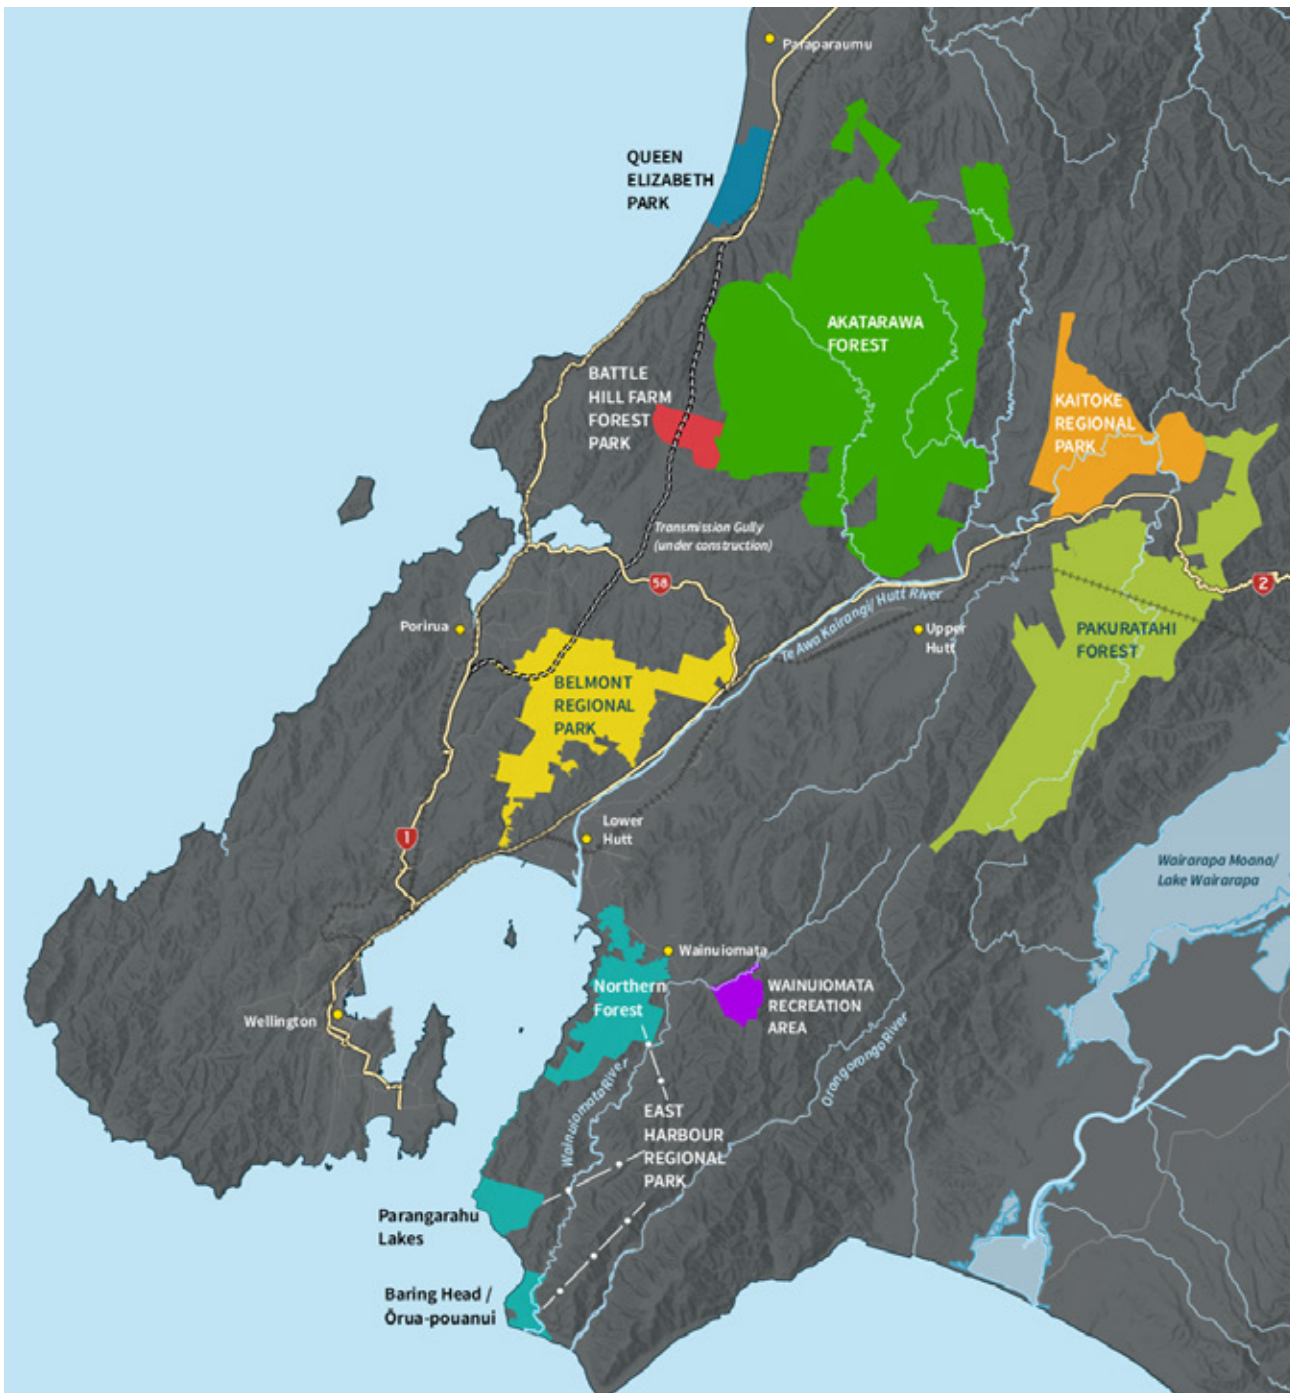 Paraparaumu
QUEEN
ELIZABETH
PARK
AKATARAWA
FOREST
BATTLE
HILL FARM
FOREST
PARK
KAITOKE
REGIONAL
PARK
Transmission Gully
(under construction)
58
2
Te Awa Kairangi/ Hutt River
Porirua
Upper
Hutt
PAKURATAHI
FOREST
BELMONT
REGIONAL
PARK
1
Lower
Hutt
Wairarapa Moana/
Lake Wairarapa
Wainuiomata
Northern
Forest
WAINUIOMATA
RECREATION
AREA
Wellington
Wainuiomata River
Orongorongo River
EAST
HARBOUR
REGIONAL
PARK
Parangarahu
Lakes
Baring Head /
Ōrua-pouanui